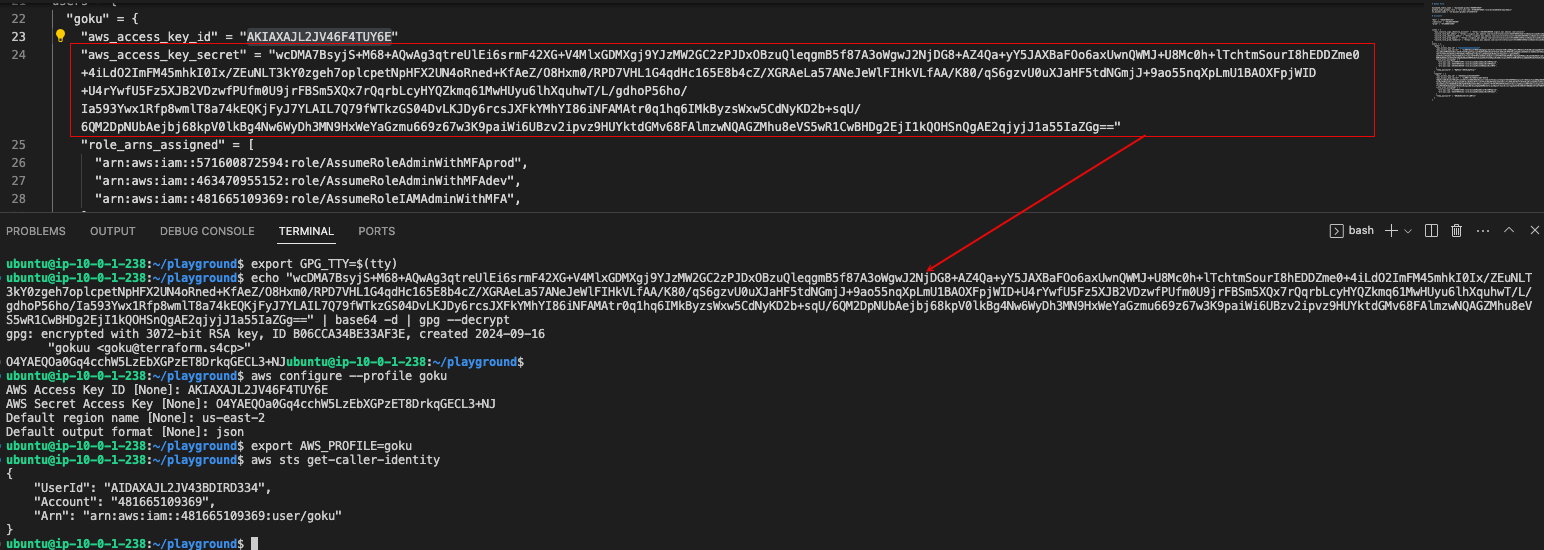 22 "goku" = {
23 "aws_access_key_id" = "AKIAXAJL2JV46F4TUY6E"
24 "aws_access_key_secret" = "wcDMA7BsyjS+M68+AQwAg3qtreUlEi6srmF42XG+V4MlxGDMXgj9YJzMW2GC2zPJDxOBzuQleqgmB5f87A3oWgwJ2NjDG8+AZ4Qa+yY5JAXBaFOo6axUwnQWMJ+U8Mc0h+lTchtmSourI8hEDDZme0
+4iLdO2ImFM45mhkI0Ix/ZEuNLT3kY0zgeh7oplcpetNpHFX2UN4oRned+KfAeZ/O8Hxm0/RPD7VHL1G4qdHc165E8b4cZ/XGRAeLa57ANeJeWlFIHkVLfAA/K80/qS6gzvU0uXJaHF5tdNGmjJ+9ao55nqXpLmU1BAOXFpjWID
+U4rYwfU5Fz5XJB2VDzwfPUfm0U9jrFBSm5XQx7rQqrbLcyHYQZkmq61MwHUyu6lhXquhwT/L/gdhoP56ho/
Ia593Ywx1Rfp8wmlT8a74kEQKjFyJ7YLAIL7Q79fWTkzGS04DvLKJDy6rcsJXFkYMhYI86iNFAMAtr0q1hq6IMkByzsWxw5CdNyKD2b+sqU/
6QM2DpNUbAejbj68kpV0lkBg4Nw6WyDh3MN9HxWeYaGzmu669z67w3K9paiWi6UBzv2ipvz9HUYktdGMv68FAlmzwNQAGZMhu8eVS5wR1CwBHDg2EjI1kQOHSnQgAE2qjyjJ1a55IaZGg=="
25 "role_arns_assigned" = [
26 "arn:aws:iam::571600872594:role/AssumeRoleAdminWithMFAprod",
27 "arn:aws:iam::463470955152:role/AssumeRoleAdminWithMFAdev",
28 "arn:aws:iam::481665109369:role/AssumeRoleIAMAdminWithMFA",
PROBLEMS OUTPUT DEBUG CONSOLE TERMINAL PORTS bash
ubuntu@ip-10-0-1-238:~/playground$ export GPG_TTY=$(tty)
ubuntu@ip-10-0-1-238:~/playground$ echo "wcDMA7BsyjS+M68+AQwAg3qtreUlEi6srmF42XG+V4MlxGDMXgj9YJzMW2GC2zPJDxOBzuQleqgmB5f87A3oWgwJ2NjDG8+AZ4Qa+yY5JAXBaFOo6axUwnQWMJ+U8Mc0h+lTchtmSourI8hEDDZme0+4iLdO2ImFM45mhkI0Ix/ZEuNLT
3kY0zgeh7oplcpetNpHFX2UN4oRned+KfAeZ/O8Hxm0/RPD7VHL1G4qdHc165E8b4cZ/XGRAeLa57ANeJeWlFIHkVLfAA/K80/qS6gzvU0uXJaHF5tdNGmjJ+9ao55nqXpLmU1BAOXFpjWID+U4rYwfU5Fz5XJB2VDzwfPUfm0U9jrFBSm5XQx7rQqrbLcyHYQZkmq61MwHUyu6lhXquhwT/L/
gdhoP56ho/Ia593Ywx1Rfp8wmlT8a74kEQKjFyJ7YLAIL7Q79fWTkzGS04DvLKJDy6rcsJXFkYMhYI86iNFAMAtr0q1hq6IMkByzsWxw5CdNyKD2b+sqU/6QM2DpNUbAejbj68kpV0lkBg4Nw6WyDh3MN9HxWeYaGzmu669z67w3K9paiWi6UBzv2ipvz9HUYktdGMv68FAlmzwNQAGZMhu8eV
S5wR1CwBHDg2EjI1kQOHSnQgAE2qjyjJ1a55IaZGg==" | base64 -d | gpg --decrypt
gpg: encrypted with 3072-bit RSA key, ID B06CCA34BE33AF3E, created 2024-09-16
"gokuu <goku@terraform.s4cp>"
O4YAEQOa0Gq4cchW5LzEbXGPzET8DrkqGECL3+NJubuntu@ip-10-0-1-238:~/playground$
ubuntu@ip-10-0-1-238:~/playground$ aws configure --profile goku
AWS Access Key ID [None]: AKIAXAJL2JV46F4TUY6E
AWS Secret Access Key [None]: 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
Default region name [None]: us-east-2
Default output format [None]: json
ubuntu@ip-10-0-1-238:~/playground$ export AWS_PROFILE=goku
ubuntu@ip-10-0-1-238:~/playground$ aws sts get-caller-identity
{
"UserId": "AIDAXAJL2JV43BDIRD334",
"Account": "481665109369",
"Arn": "arn:aws:iam::481665109369:user/goku"
}
ubuntu@ip-10-0-1-238:~/playground$